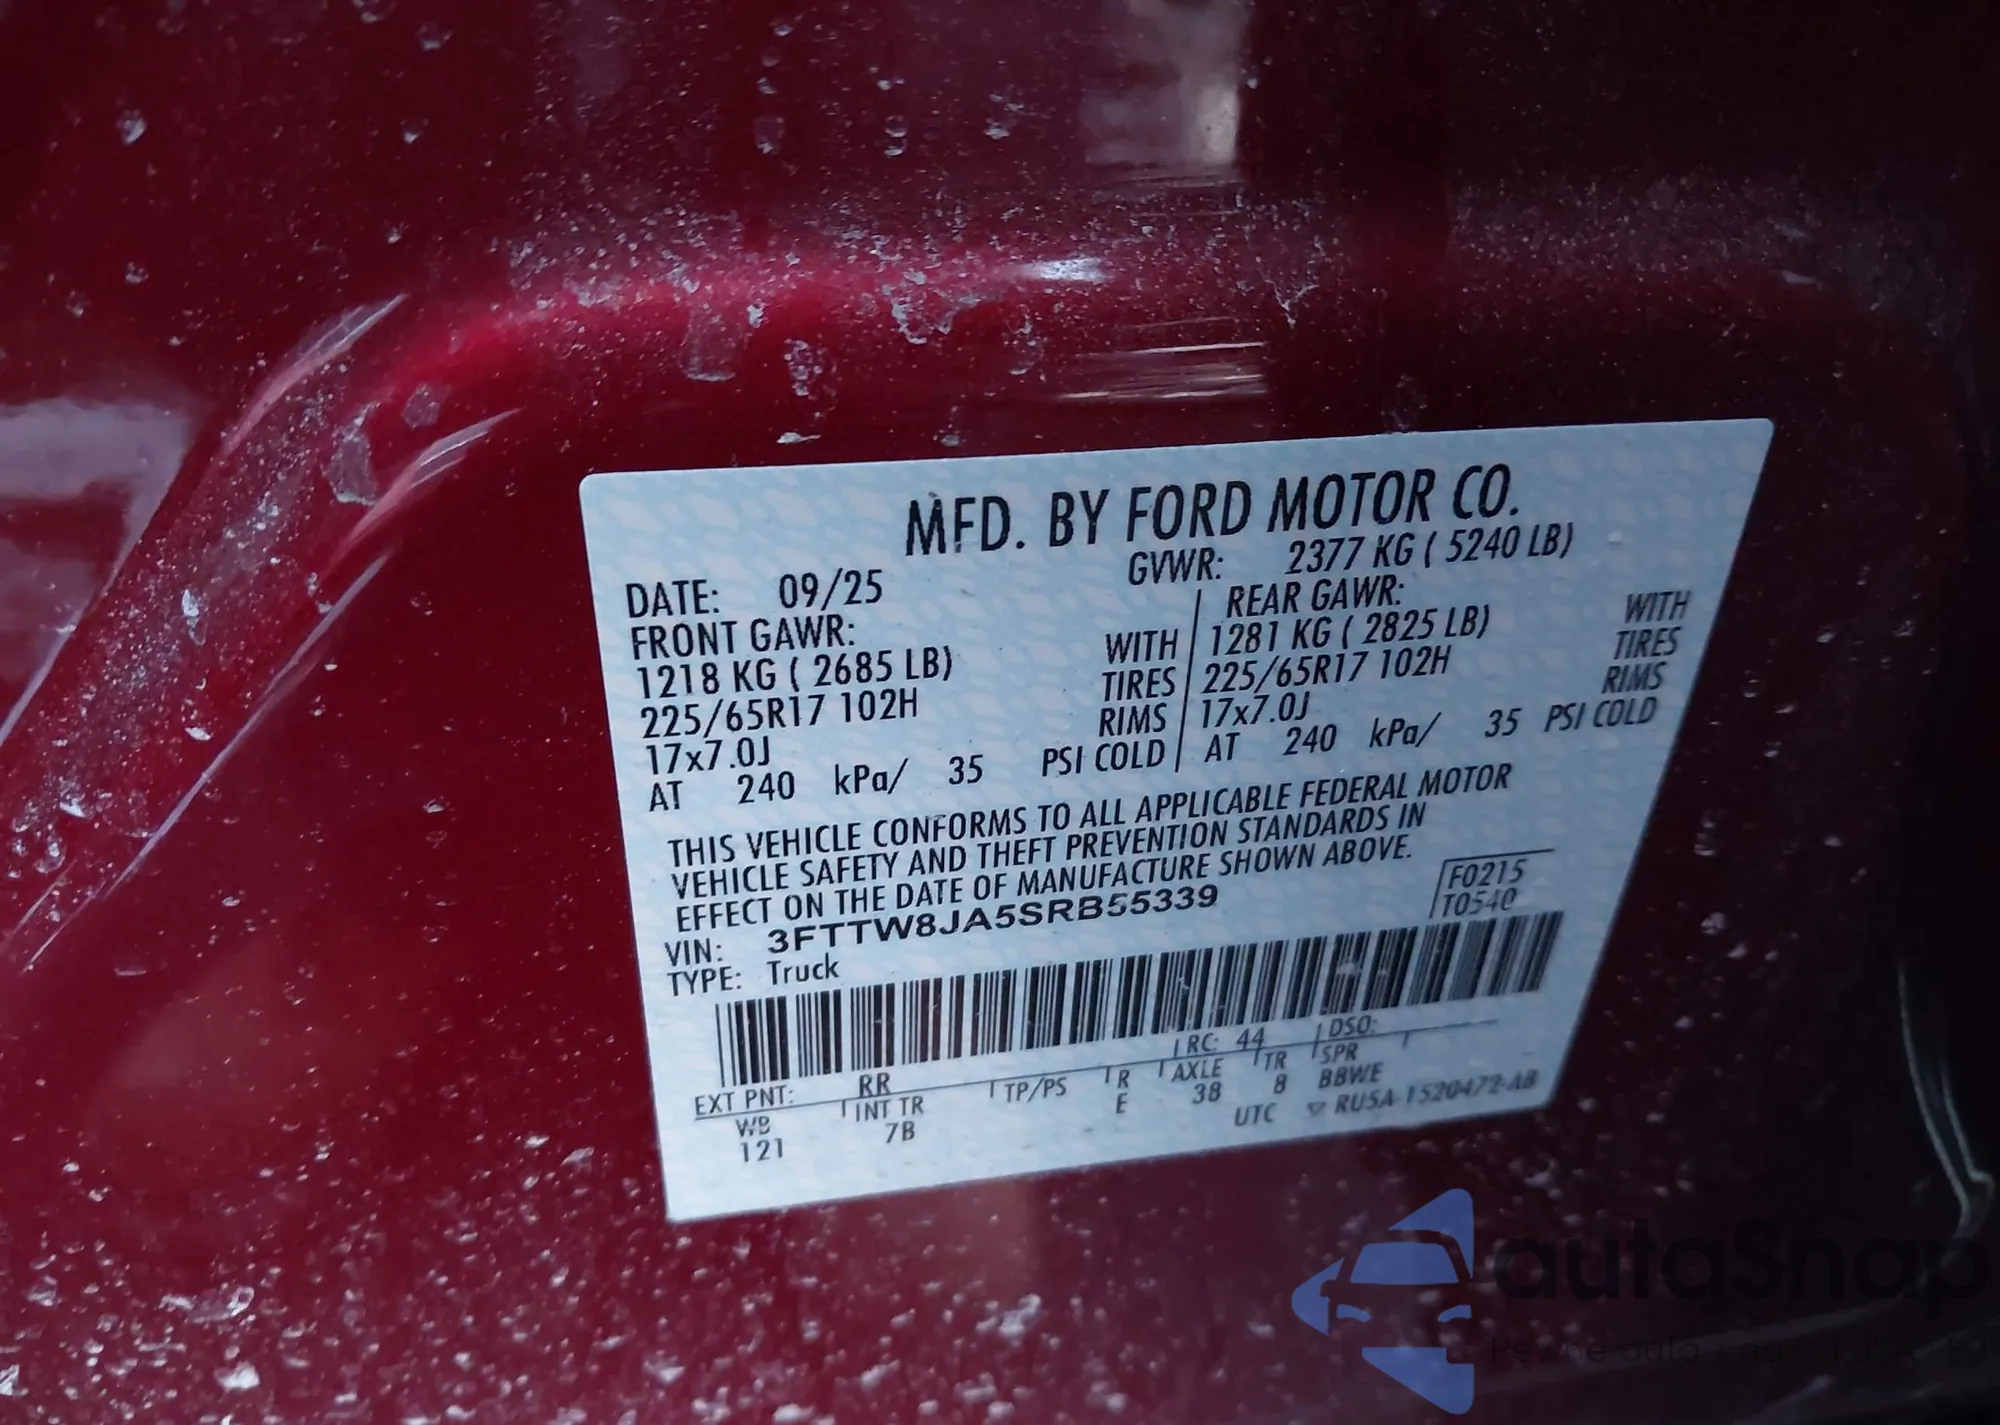 MFD. BY FORD MOTOR CO.
DATE: 09/25
GVWR: 2377 KG ( 5240 LB)
FRONT GAWR:
1218 KG ( 2685 LB) WITH
225/65R17 102H TIRES
17x7.0J RIMS
AT 240 kPa/ 35 PSI COLD
REAR GAWR:
1281 KG ( 2825 LB) WITH
225/65R17 102H TIRES
17x7.0J RIMS
AT 240 kPa/ 35 PSI COLD
THIS VEHICLE CONFORMS TO ALL APPLICABLE FEDERAL MOTOR
VEHICLE SAFETY AND THEFT PREVENTION STANDARDS IN
EFFECT ON THE DATE OF MANUFACTURE SHOWN ABOVE.
VIN: 3FTTW8JA5SRB55339
F0215
T0540
TYPE: Truck
EXT PNT: RR RC: 44 DSO:
WB INT TR TP/PS R AXLE TR SPR
121 7B E 38 8 BBWE
UTC RU5A-1520472-AB
autaSnap